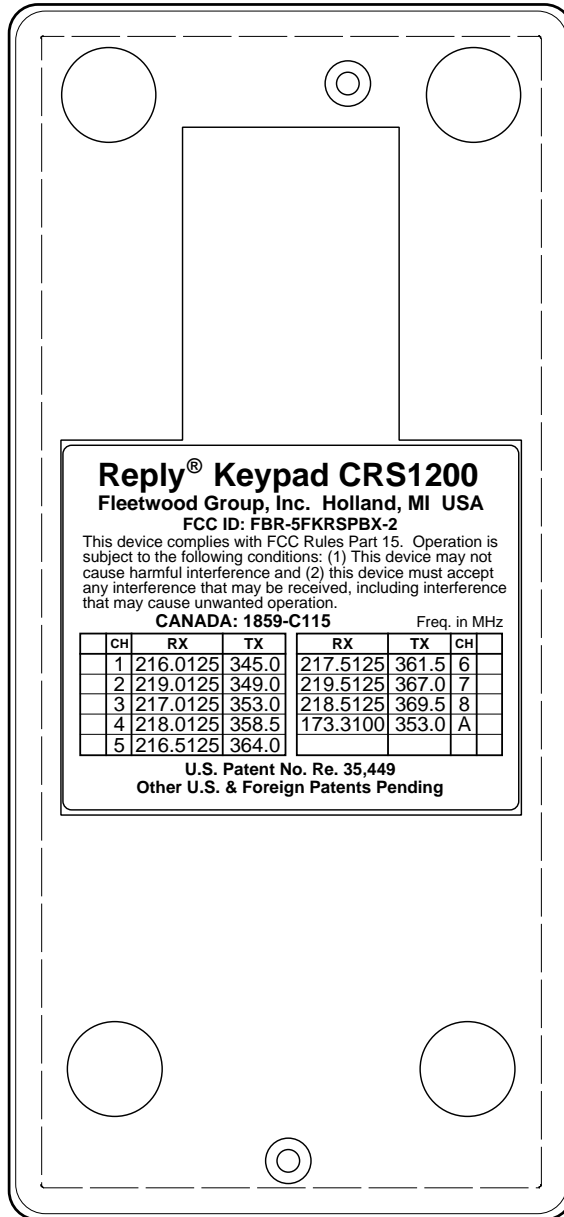 Reply® Keypad CRS1200
Fleetwood Group, Inc. Holland, MI USA
FCC ID: FBR-5FKRSPBX-2
This device complies with FCC Rules Part 15. Operation is
subject to the following conditions: (1) This device may not
cause harmful interference and (2) this device must accept
any interference that may be received, including interference
that may cause unwanted operation.
CANADA: 1859-C115 Freq. in MHz
CH RX TX RX TX CH
1 216.0125 345.0 217.5125 361.5 6
2 219.0125 349.0 219.5125 367.0 7
3 217.0125 353.0 218.5125 369.5 8
4 218.0125 358.5 173.3100 353.0 A
5 216.5125 364.0
U.S. Patent No. Re. 35,449
Other U.S. & Foreign Patents Pending